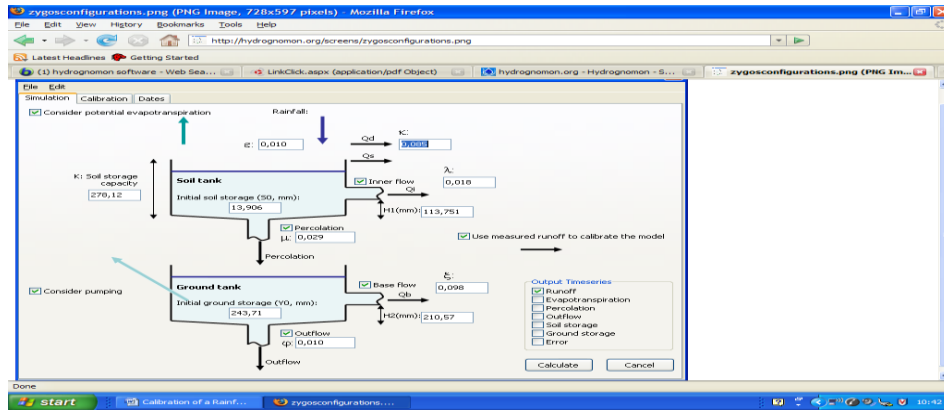 zygosconfigurations.png (PNG Image, 728x597 pixels) - Mozilla Firefox
File Edit View History Bookmarks Tools Help
http://hydrognomon.org/screens/zygosconfigurations.png
Latest Headlines Getting Started
(1) hydrognomon software - Web Sea... LinkClick.aspx (application/pdf Object) hydrognomon.org - Hydrognomon - S... zygosconfigurations.png (PNG Im...
File Edit
Simulation Calibration Dates
Consider potential evapotranspiration
Rainfall:
ε: 0,010
Qd
κ:
0,085
Qs
K: Soil storage capacity
278,12
Soil tank
Inner flow
λ:
0,018
Qi
Initial soil storage (S0, mm):
13,906
H1(mm): 113,751
Percolation
μ: 0,029
Use measured runoff to calibrate the model
Percolation
Consider pumping
Ground tank
Base flow
ξ:
0,098
Qb
Initial ground storage (Y0, mm):
243,71
H2(mm): 210,57
Outflow
φ: 0,010
Outflow
Output Timeseries
Runoff
Evapotranspiration
Percolation
Outflow
Soil storage
Ground storage
Error
Calculate Cancel
Done
start Calibration of a Rainf... zygosconfigurations.... 10:42